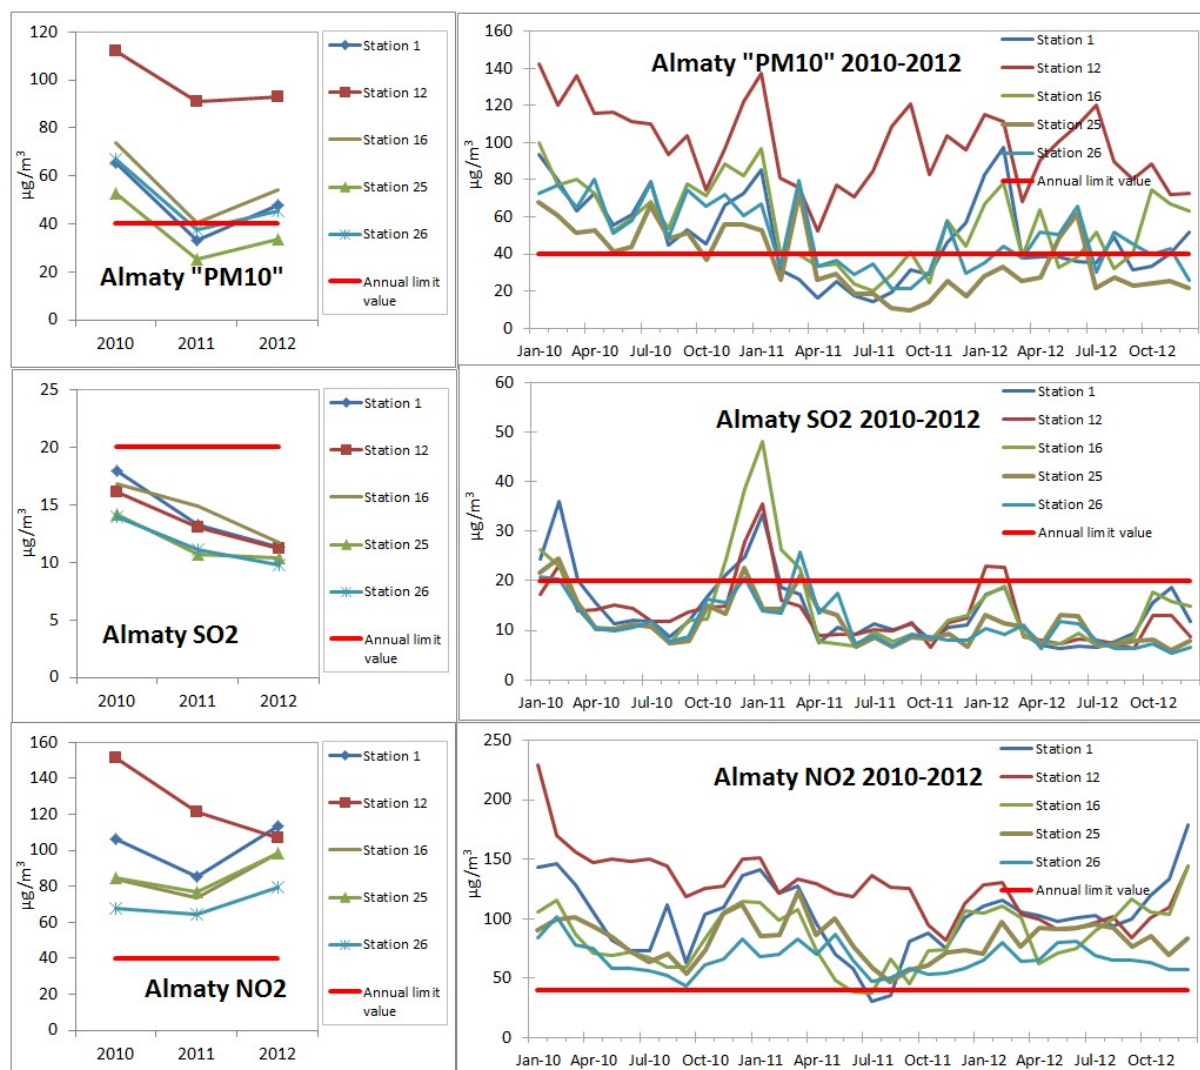 120
100
80
60
40
20
0
µg/m³
2010 2011 2012
Almaty "PM10"
Station 1
Station 12
Station 16
Station 25
Station 26
Annual limit
value
160
140
120
100
80
60
40
20
0
µg/m³
Almaty "PM10" 2010-2012
Station 1
Station 12
Station 16
Station 25
Station 26
Annual limit value
Jan-10 Apr-10 Jul-10 Oct-10 Jan-11 Apr-11 Jul-11 Oct-11 Jan-12 Apr-12 Jul-12 Oct-12
25
20
15
10
5
0
µg/m³
2010 2011 2012
Almaty SO2
Station 1
Station 12
Station 16
Station 25
Station 26
Annual limit
value
60
50
40
30
20
10
0
µg/m³
Almaty SO2 2010-2012
Station 1
Station 12
Station 16
Station 25
Station 26
Annual limit value
Jan-10 Apr-10 Jul-10 Oct-10 Jan-11 Apr-11 Jul-11 Oct-11 Jan-12 Apr-12 Jul-12 Oct-12
160
140
120
100
80
60
40
20
0
µg/m³
2010 2011 2012
Almaty NO2
Station 1
Station 12
Station 16
Station 25
Station 26
Annual limit
value
250
200
150
100
50
0
µg/m³
Almaty NO2 2010-2012
Station 1
Station 12
Station 16
Station 25
Station 26
Annual limit value
Jan-10 Apr-10 Jul-10 Oct-10 Jan-11 Apr-11 Jul-11 Oct-11 Jan-12 Apr-12 Jul-12 Oct-12